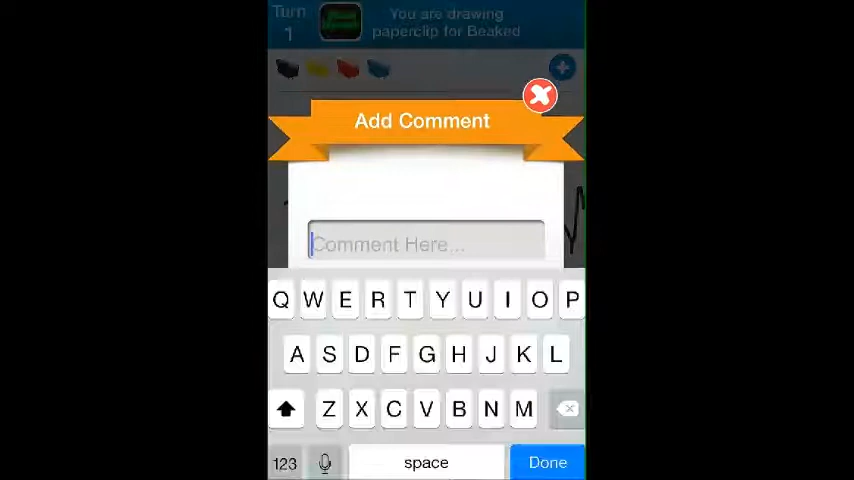 Turn
1
You are drawing
paperclip for Beaked
Add Comment
Comment Here...
Q W E R T Y U I O P
A S D F G H J K L
Z X C V B N M
123 space Done